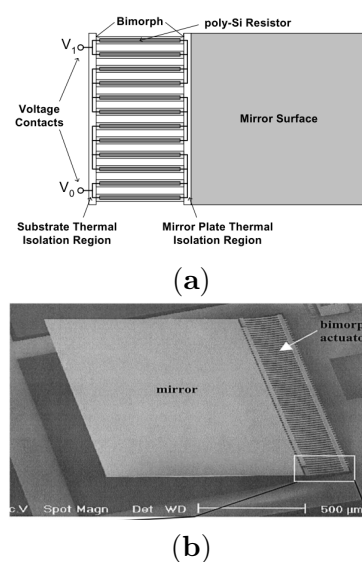 Bimorph
poly-Si Resistor
V1
Voltage
Contacts
Mirror Surface
V0
Substrate Thermal
Isolation Region
Mirror Plate Thermal
Isolation Region
(a)
mirror
actuator
Spot Magn Det WD 500 µm
(b)